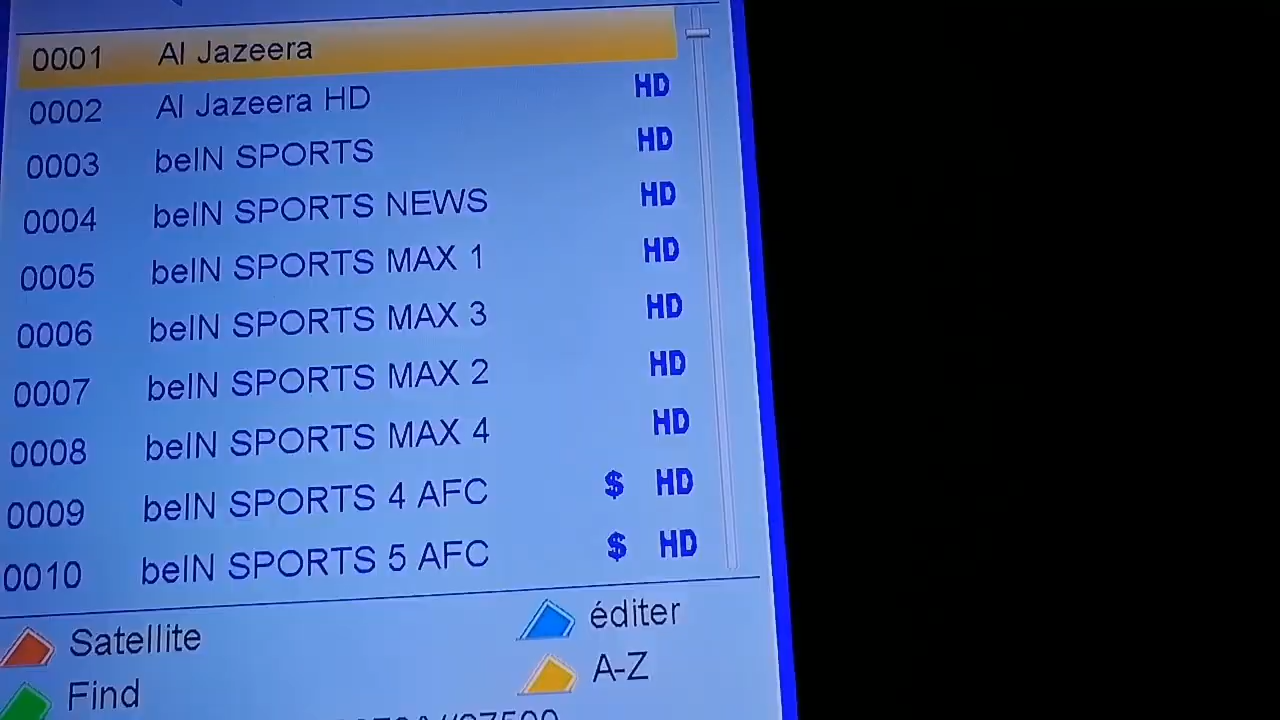 0001 Al Jazeera
0002 Al Jazeera HD HD
0003 beIN SPORTS HD
0004 beIN SPORTS NEWS HD
0005 beIN SPORTS MAX 1 HD
0006 beIN SPORTS MAX 3 HD
0007 beIN SPORTS MAX 2 HD
0008 beIN SPORTS MAX 4 HD
0009 beIN SPORTS 4 AFC $ HD
0010 beIN SPORTS 5 AFC $ HD
Satellite éditer
Find A-Z